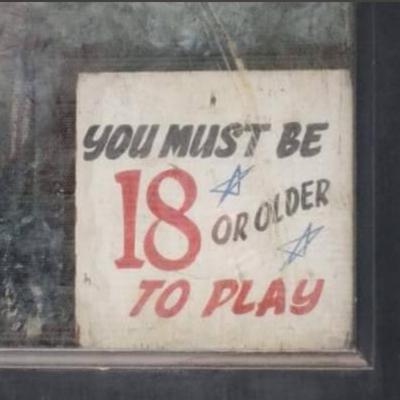 YOU MUST BE
18 OR OLDER
TO PLAY